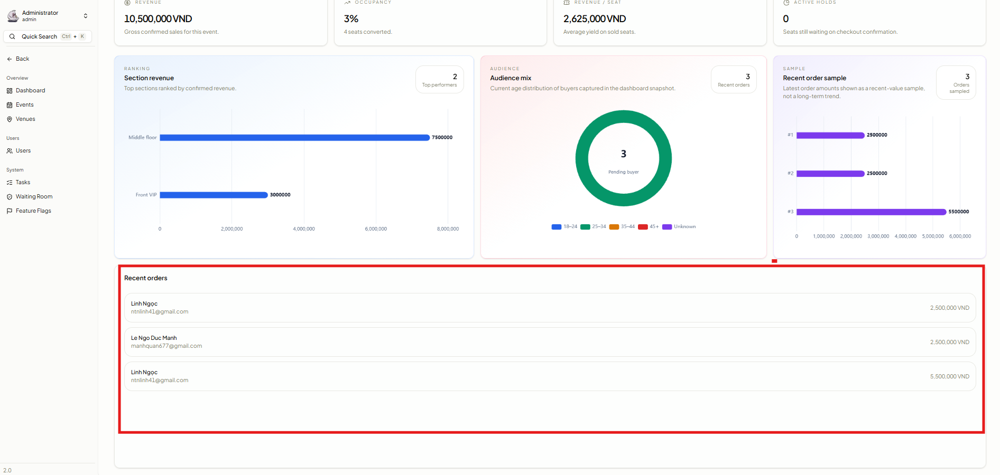 Administrator
admin
Quick Search Ctrl + K
Back
Overview
Dashboard
Events
Venues
Users
Users
System
Tasks
Waiting Room
Feature Flags
2.0
REVENUE
10,500,000 VND
Gross confirmed sales for this event.
OCCUPANCY
3%
4 seats converted.
REVENUE / SEAT
2,625,000 VND
Average yield on sold seats.
ACTIVE HOLDS
0
Seats still waiting on checkout confirmation.
RANKING
Section revenue
Top sections ranked by confirmed revenue.
2
Top performers
Middle floor
7500000
Front VIP
3000000
0 2,000,000 4,000,000 6,000,000 8,000,000
AUDIENCE
Audience mix
Current age distribution of buyers captured in the dashboard snapshot.
3
Recent orders
3
Pending buyer
18–24 25–34 35–44 45+ Unknown
SAMPLE
Recent order sample
Latest order amounts shown as a recent-value sample,
not a long-term trend.
3
Orders
sampled
#1 2500000
#2 2500000
#3 5500000
0 1,000,000 2,000,000 3,000,000 4,000,000 5,000,000 6,000,000
Recent orders
Linh Ngọc
ntnlinh41@gmail.com
2,500,000 VND
Le Ngo Duc Manh
manhquan677@gmail.com
2,500,000 VND
Linh Ngọc
ntnlinh41@gmail.com
5,500,000 VND